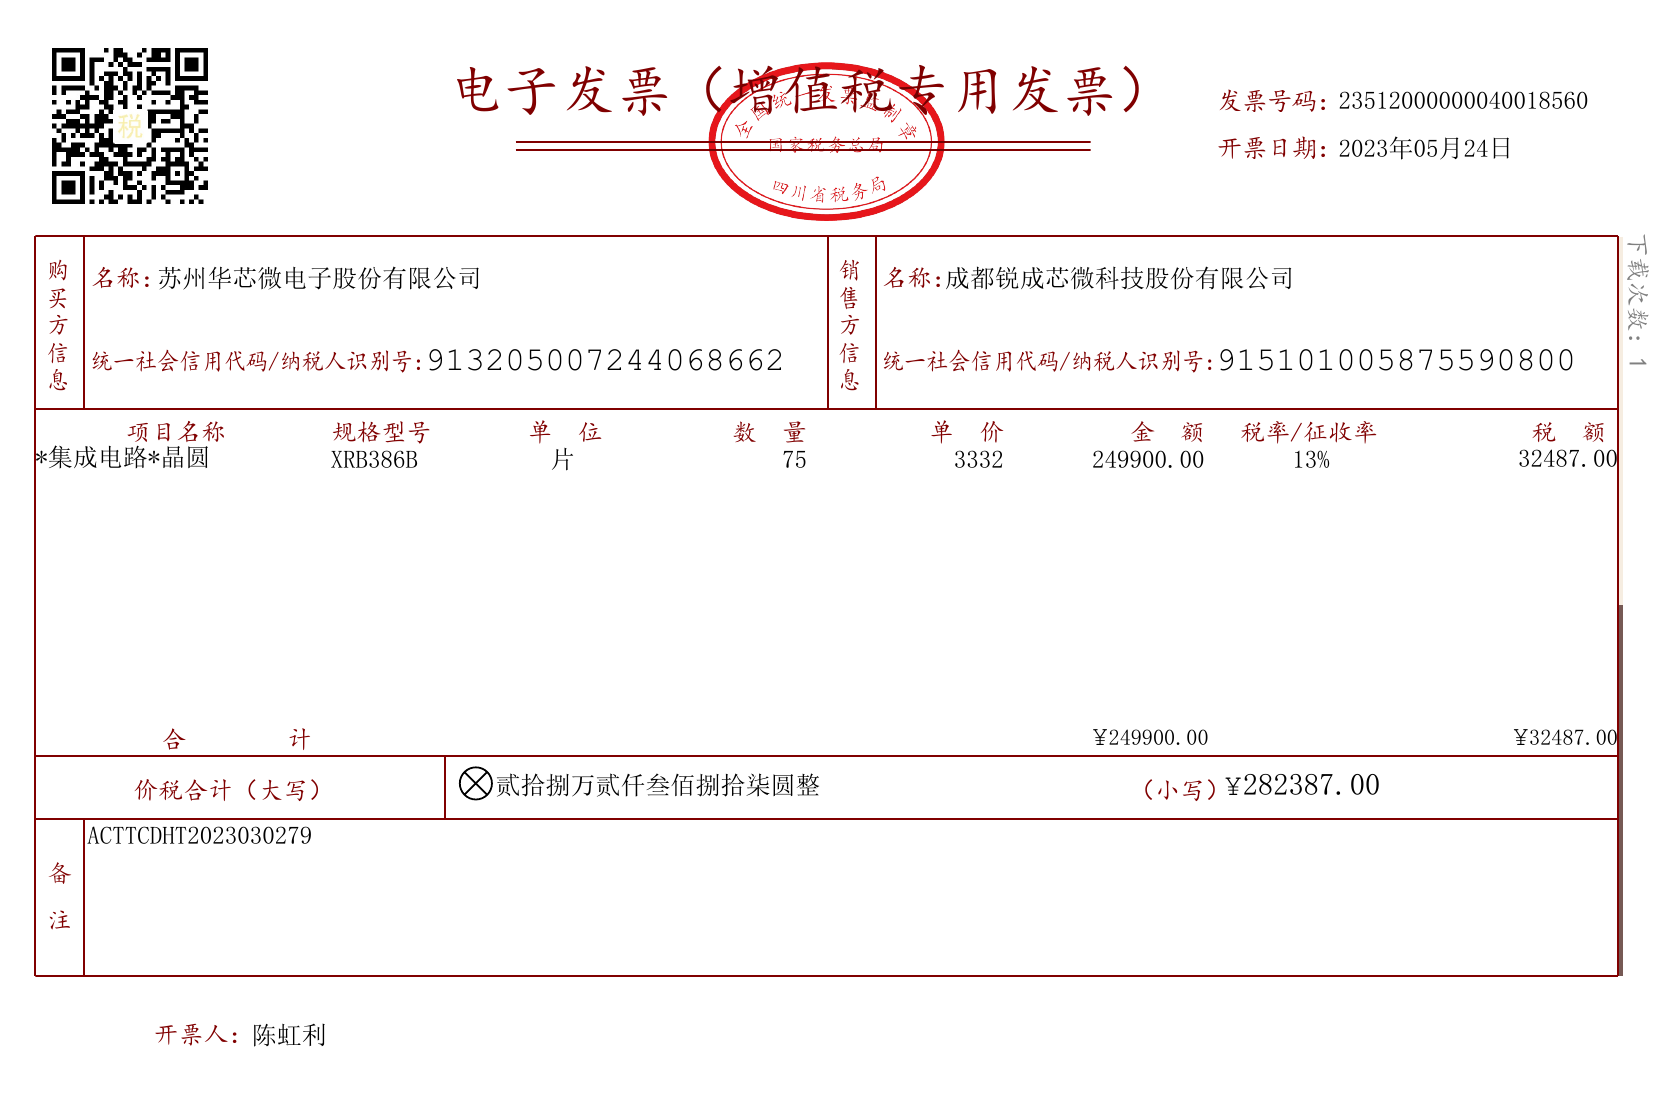 电子发票（增值税专用发票）
全国统一发票监制章
国家税务总局
四川省税务局
税
发票号码：23512000000040018560
开票日期：2023年05月24日
下载次数：1
购买方信息
名称：苏州华芯微电子股份有限公司
统一社会信用代码/纳税人识别号：913205007244068662
销售方信息
名称：成都锐成芯微科技股份有限公司
统一社会信用代码/纳税人识别号：915101005875590800
项目名称 规格型号 单 位 数 量 单 价 金 额 税率/征收率 税 额
*集成电路*晶圆 XRB386B 片 75 3332 249900.00 13% 32487.00
合 计 ¥249900.00 ¥32487.00
价税合计（大写） ⊗贰拾捌万贰仟叁佰捌拾柒圆整 （小写）¥282387.00
备注
ACTTCDHT2023030279
开票人：陈虹利